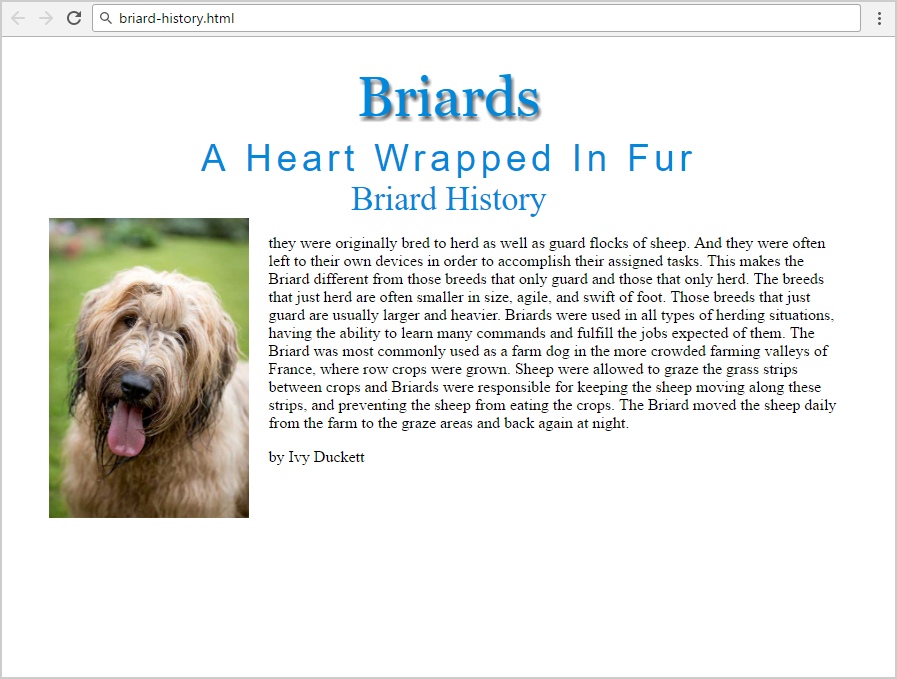 briard-history.html
Briards
A Heart Wrapped In Fur
Briard History
they were originally bred to herd as well as guard flocks of sheep. And they were often
left to their own devices in order to accomplish their assigned tasks. This makes the
Briard different from those breeds that only guard and those that only herd. The breeds
that just herd are often smaller in size, agile, and swift of foot. Those breeds that just
guard are usually larger and heavier. Briards were used in all types of herding situations,
having the ability to learn many commands and fulfill the jobs expected of them. The
Briard was most commonly used as a farm dog in the more crowded farming valleys of
France, where row crops were grown. Sheep were allowed to graze the grass strips
between crops and Briards were responsible for keeping the sheep moving along these
strips, and preventing the sheep from eating the crops. The Briard moved the sheep daily
from the farm to the graze areas and back again at night.
by Ivy Duckett